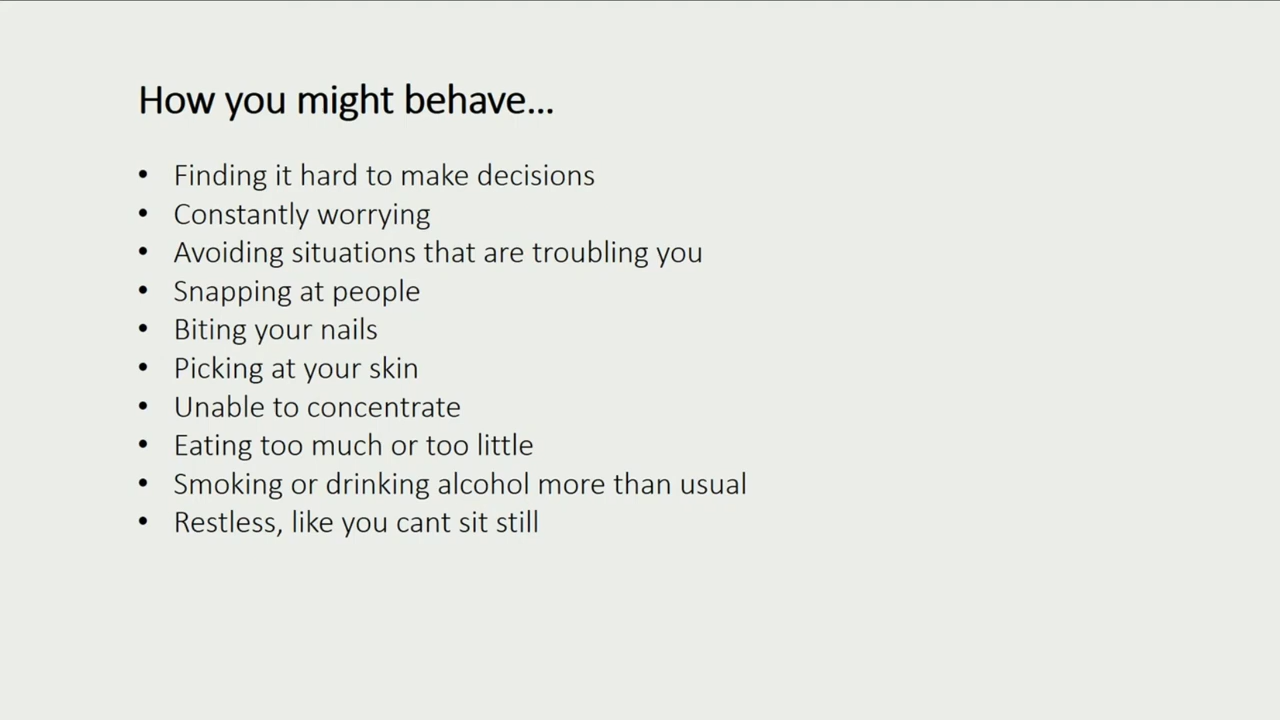 How you might behave...
• Finding it hard to make decisions
• Constantly worrying
• Avoiding situations that are troubling you
• Snapping at people
• Biting your nails
• Picking at your skin
• Unable to concentrate
• Eating too much or too little
• Smoking or drinking alcohol more than usual
• Restless, like you cant sit still